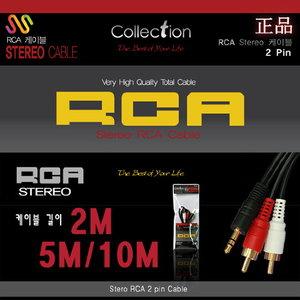 Collection
The Best of Your Life
正品
RCA 케이블
STEREO CABLE
RCA Stereo 케이블
2 Pin
Very High Quality Total Cable
RCA
Stereo RCA Cable
The Best of Your Life
RCA
STEREO
케이블 길이 2M
5M/10M
Stero RCA 2 pin Cable